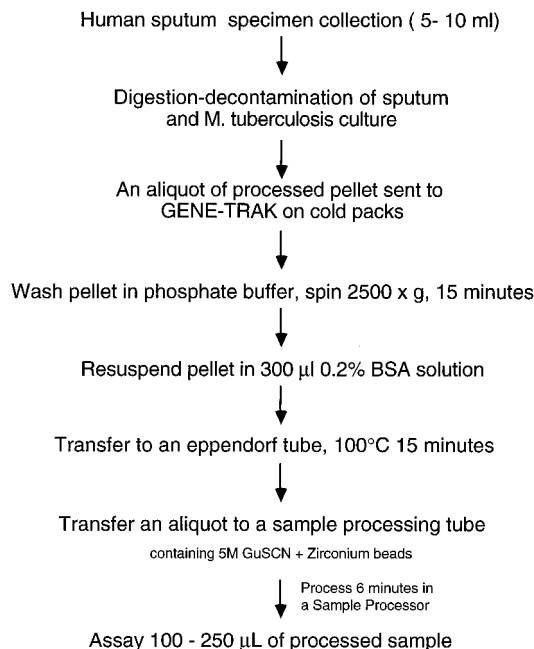 Human sputum specimen collection ( 5- 10 ml)
Digestion-decontamination of sputum
and M. tuberculosis culture
An aliquot of processed pellet sent to
GENE-TRAK on cold packs
Wash pellet in phosphate buffer, spin 2500 x g, 15 minutes
Resuspend pellet in 300 µl 0.2% BSA solution
Transfer to an eppendorf tube, 100°C 15 minutes
Transfer an aliquot to a sample processing tube
containing 5M GuSCN + Zirconium beads
Process 6 minutes in
a Sample Processor
Assay 100 - 250 µL of processed sample